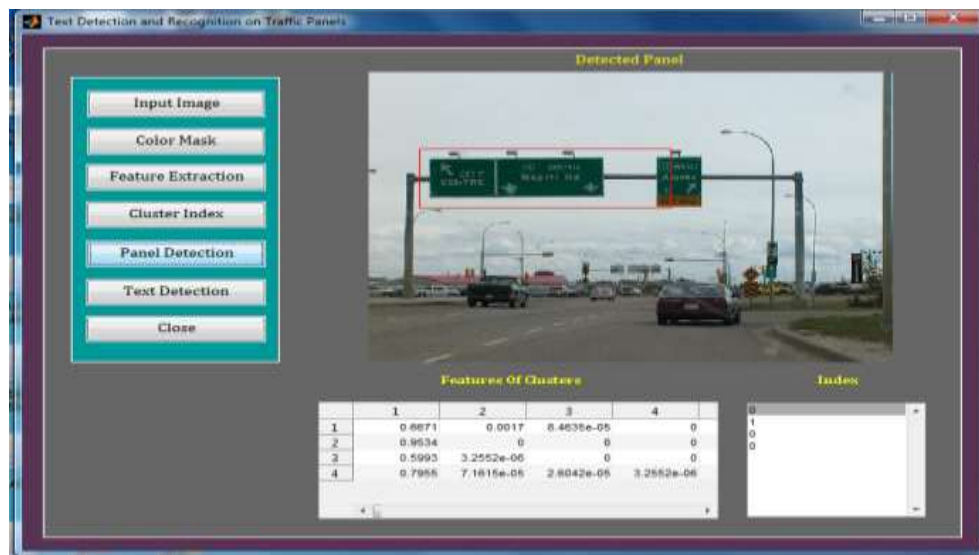 Text Detection and Recognition on Traffic Panels
Detected Panel
Input Image
Color Mask
Feature Extraction
Cluster Index
Panel Detection
Text Detection
Close
CITY
CENTRE
Features Of Clusters
Index
1 2 3 4
1 0.6671 0.0017 8.4635e-05 0
2 0.9534 0 0 0
3 0.5993 3.2552e-06 0 0
4 0.7955 7.1615e-05 2.6042e-05 3.2552e-06
0
1
0
0